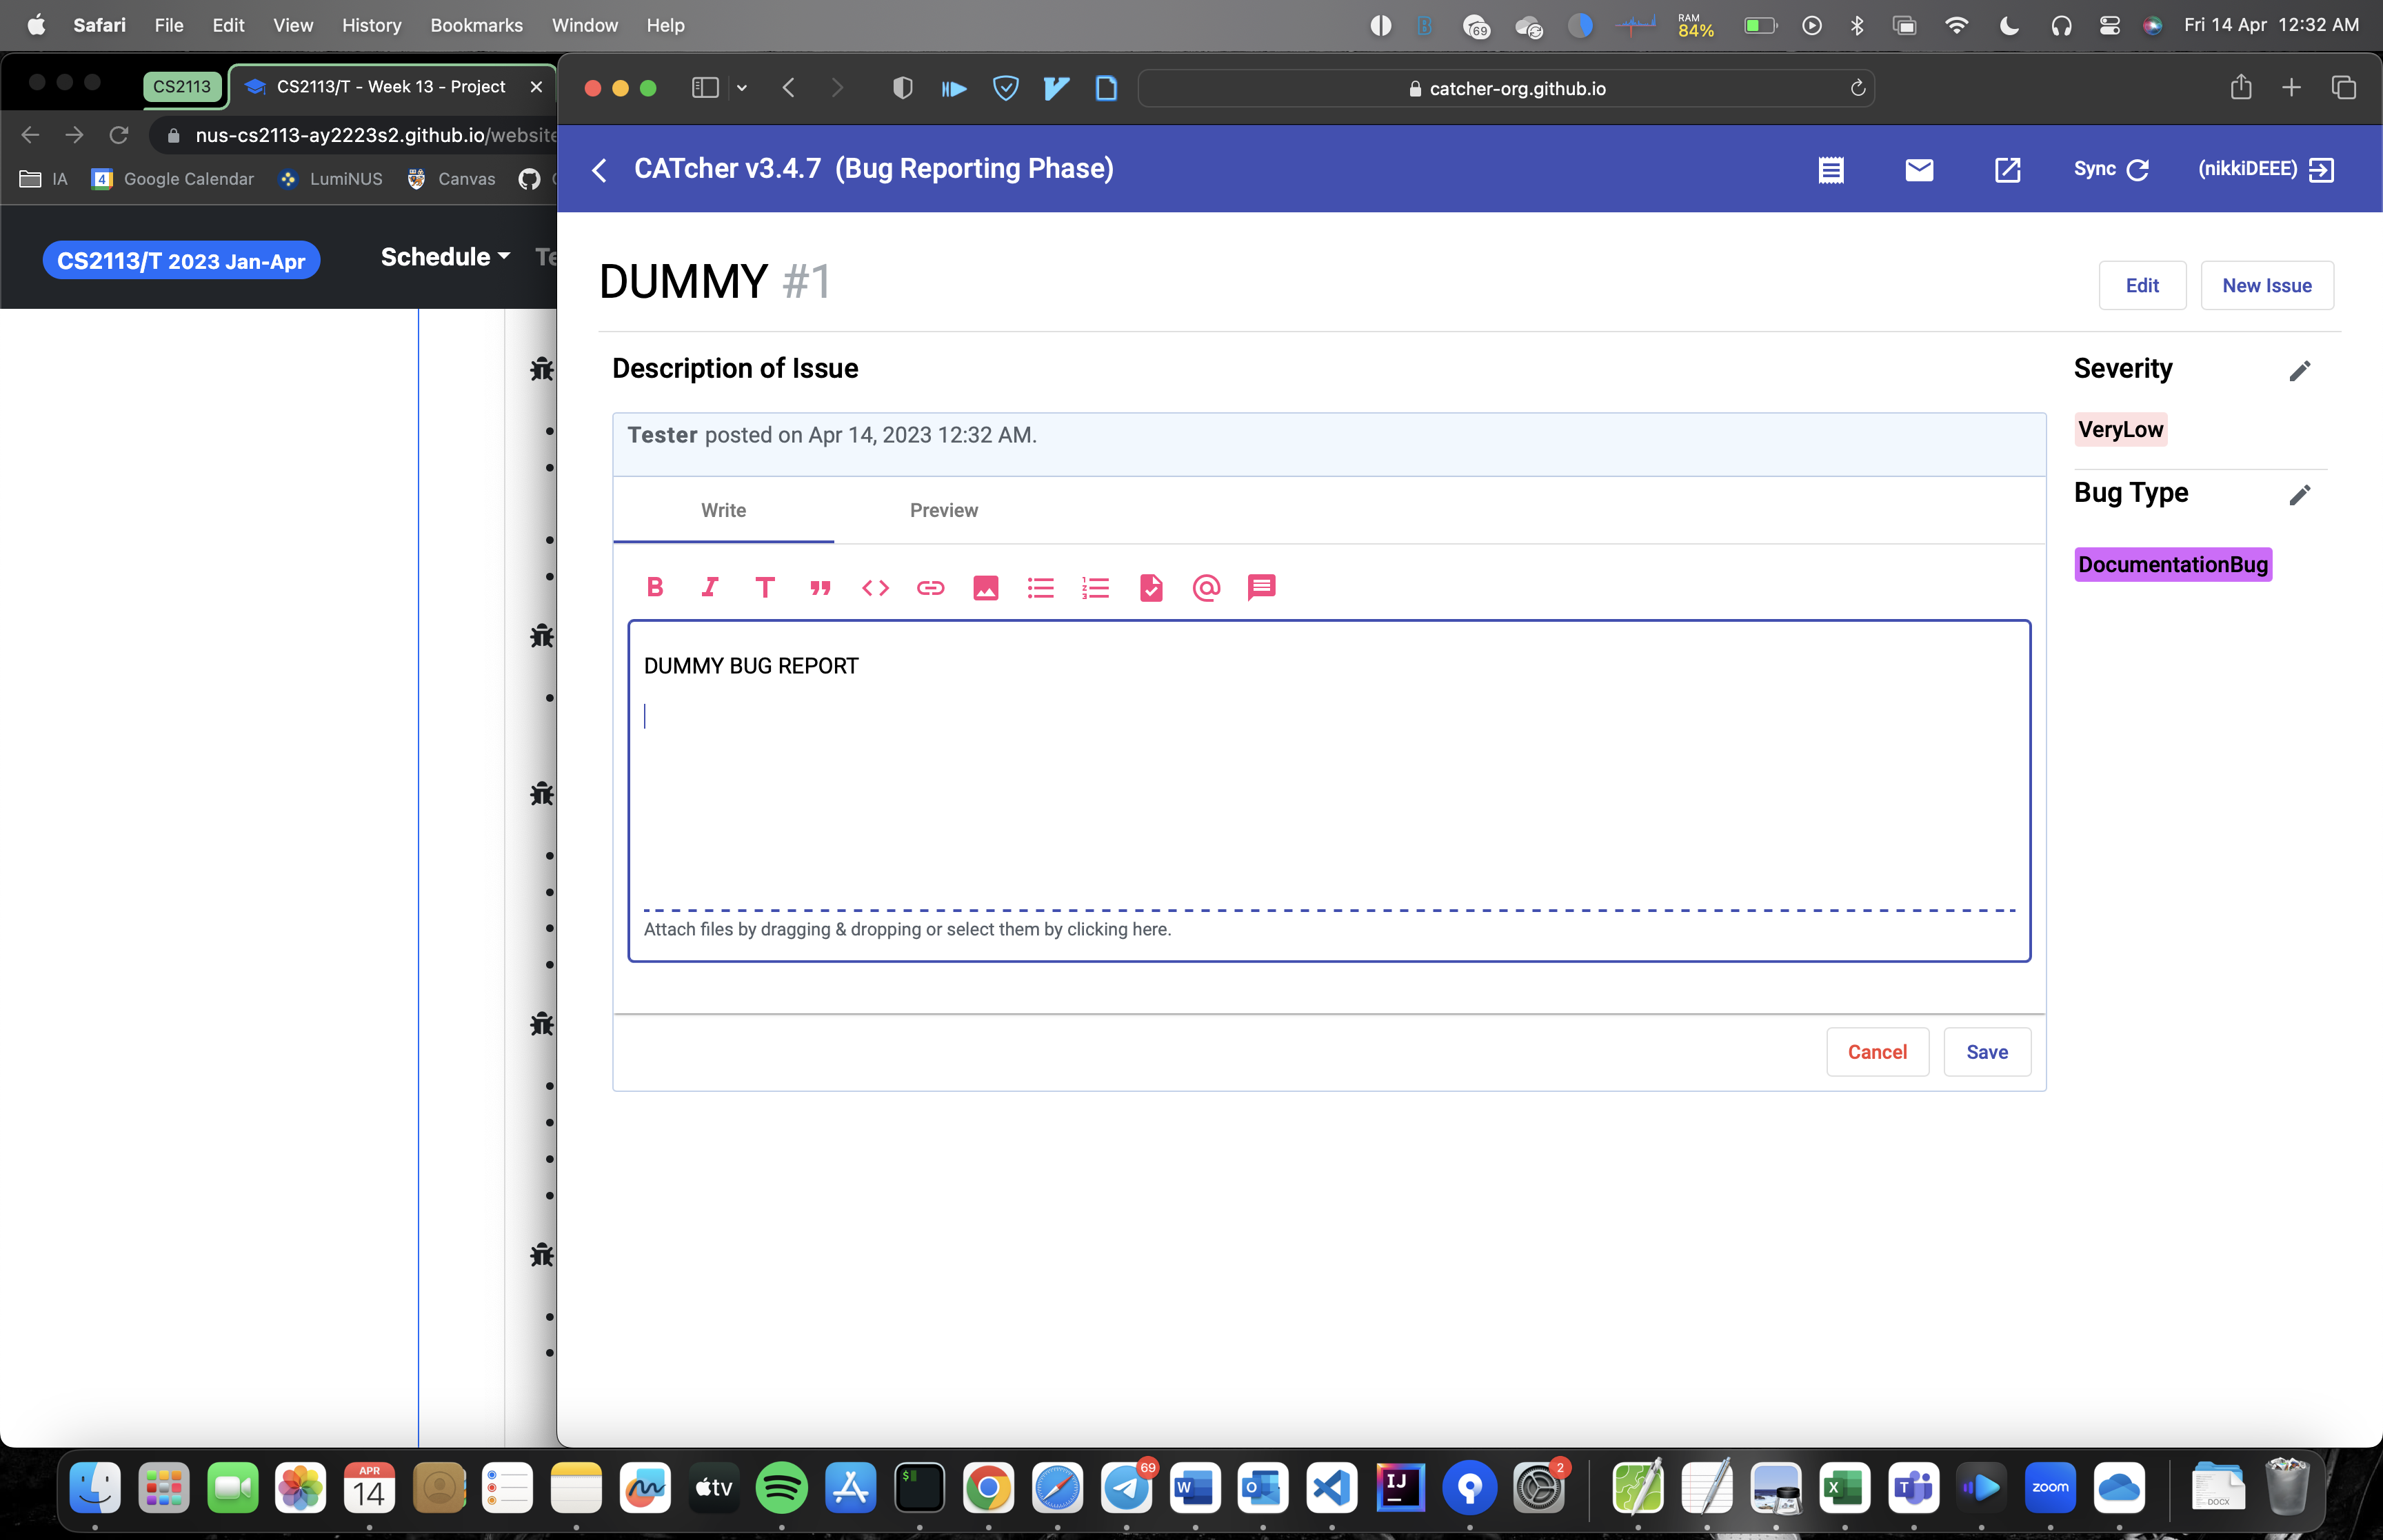 Safari File Edit View History Bookmarks Window Help
69
RAM
84%
Fri 14 Apr 12:32 AM
CS2113
CS2113/T - Week 13 - Project
catcher-org.github.io
nus-cs2113-ay2223s2.github.io/website
IA
4 Google Calendar
LumiNUS
Canvas
CATcher v3.4.7 (Bug Reporting Phase)
Sync
(nikkiDEEE)
CS2113/T 2023 Jan-Apr
Schedule
Te
DUMMY #1
Edit
New Issue
Description of Issue
Severity
Tester posted on Apr 14, 2023 12:32 AM.
VeryLow
Write
Preview
Bug Type
DocumentationBug
DUMMY BUG REPORT
Attach files by dragging & dropping or select them by clicking here.
Cancel
Save
APR
14
tv
$
69
W
O
IJ
2
X
T
zoom
DOCX